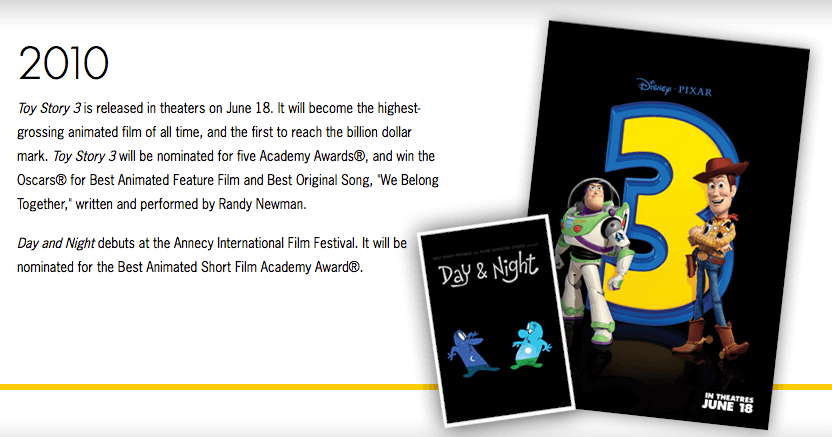 2010
Toy Story 3 is released in theaters on June 18. It will become the highest-
grossing animated film of all time, and the first to reach the billion dollar
mark. Toy Story 3 will be nominated for five Academy Awards®, and win the
Oscars® for Best Animated Feature Film and Best Original Song, "We Belong
Together," written and performed by Randy Newman.
Day and Night debuts at the Annecy International Film Festival. It will be
nominated for the Best Animated Short Film Academy Award®.
Day & Night
Disney · PIXAR
3
IN THEATRES
JUNE 18